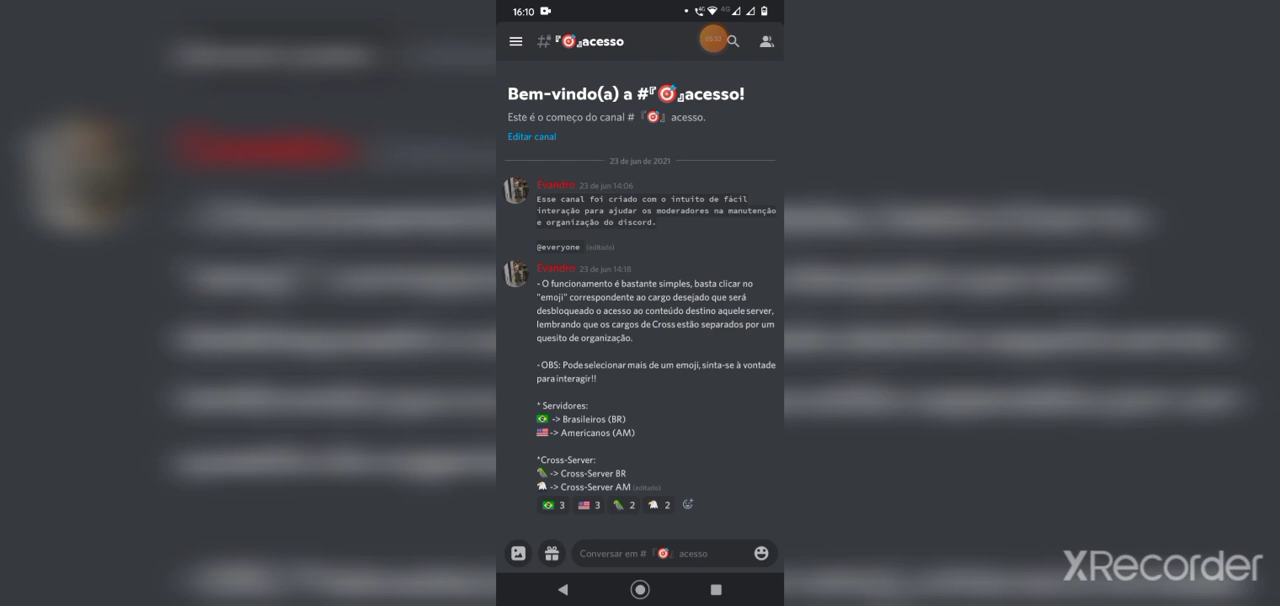 16:10
4G 4G
# 『🎯』acesso
05:33
Bem-vindo(a) a #『🎯』acesso!
Este é o começo do canal # 『🎯』 acesso.
Editar canal
23 de jun de 2021
Evandro 23 de jun 14:06
Esse canal foi criado com o intuito de fácil
interação para ajudar os moderadores na manutenção
e organização do discord.
@everyone (editado)
Evandro 23 de jun 14:18
- O funcionamento é bastante simples, basta clicar no
"emoji" correspondente ao cargo desejado que será
desbloqueado o acesso ao conteúdo destino aquele server,
lembrando que os cargos de Cross estão separados por um
quesito de organização.
- OBS: Pode selecionar mais de um emoji, sinta-se à vontade
para interagir!!
* Servidores:
🇧🇷 -> Brasileiros (BR)
🇺🇸 -> Americanos (AM)
*Cross-Server:
🦜 -> Cross-Server BR
🦅 -> Cross-Server AM (editado)
🇧🇷 3 🇺🇸 3 🦜 2 🦅 2
Conversar em # 『🎯』 acesso
XRecorder